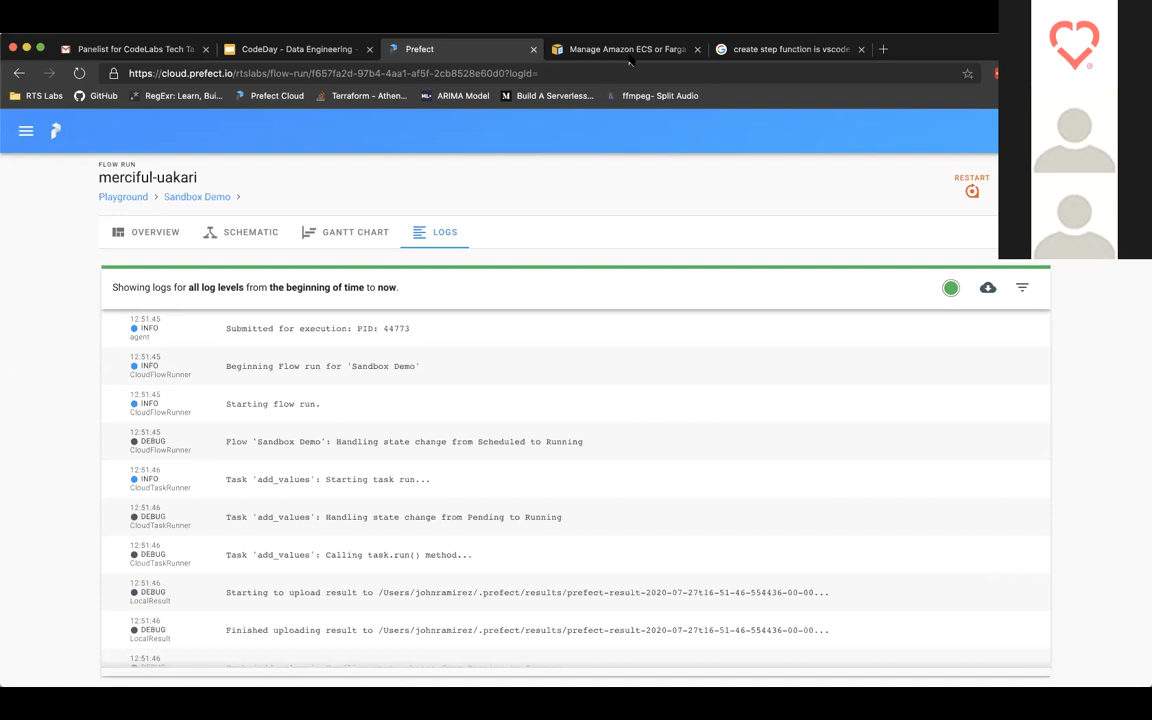 Panelist for CodeLabs Tech Ta
CodeDay - Data Engineering -
Prefect
Manage Amazon ECS or Farga
create step function is vscode
https://cloud.prefect.io/rtslabs/flow-run/f657fa2d-97b4-4aa1-af5f-2cb8528e60d0?logId=
RTS Labs
GitHub
RegExr: Learn, Bui...
Prefect Cloud
Terraform - Athen...
ML+ ARIMA Model
M Build A Serverless...
ffmpeg- Split Audio
FLOW RUN
merciful-uakari
Playground > Sandbox Demo >
RESTART
OVERVIEW
SCHEMATIC
GANTT CHART
LOGS
Showing logs for all log levels from the beginning of time to now.
12:51:45
INFO
agent
Submitted for execution: PID: 44773
12:51:45
INFO
CloudFlowRunner
Beginning Flow run for 'Sandbox Demo'
12:51:45
INFO
CloudFlowRunner
Starting flow run.
12:51:45
DEBUG
CloudFlowRunner
Flow 'Sandbox Demo': Handling state change from Scheduled to Running
12:51:46
INFO
CloudTaskRunner
Task 'add_values': Starting task run...
12:51:46
DEBUG
CloudTaskRunner
Task 'add_values': Handling state change from Pending to Running
12:51:46
DEBUG
CloudTaskRunner
Task 'add_values': Calling task.run() method...
12:51:46
DEBUG
LocalResult
Starting to upload result to /Users/johnramirez/.prefect/results/prefect-result-2020-07-27t16-51-46-554436-00-00...
12:51:46
DEBUG
LocalResult
Finished uploading result to /Users/johnramirez/.prefect/results/prefect-result-2020-07-27t16-51-46-554436-00-00...
12:51:46